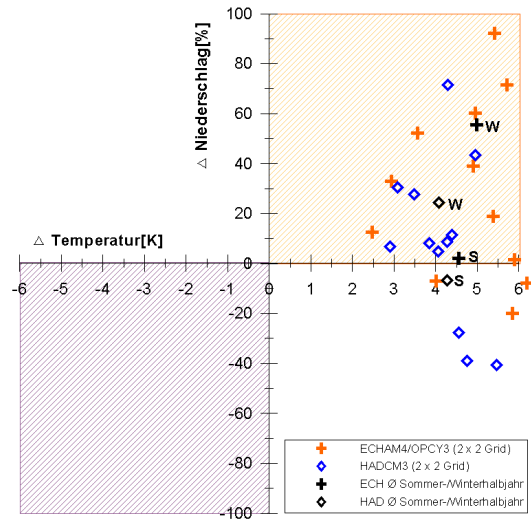 100
80
60
40
20
0
-20
-40
-60
-80
-100
△ Niederschlag[%]
△ Temperatur[K]
-6 -5 -4 -3 -2 -1 0 1 2 3 4 5 6
W
W
S
S
ECHAM4/OPCY3 (2 x 2 Grid)
HADCM3 (2 x 2 Grid)
ECH Ø Sommer-/Winterhalbjahr
HAD Ø Sommer-/Winterhalbjahr